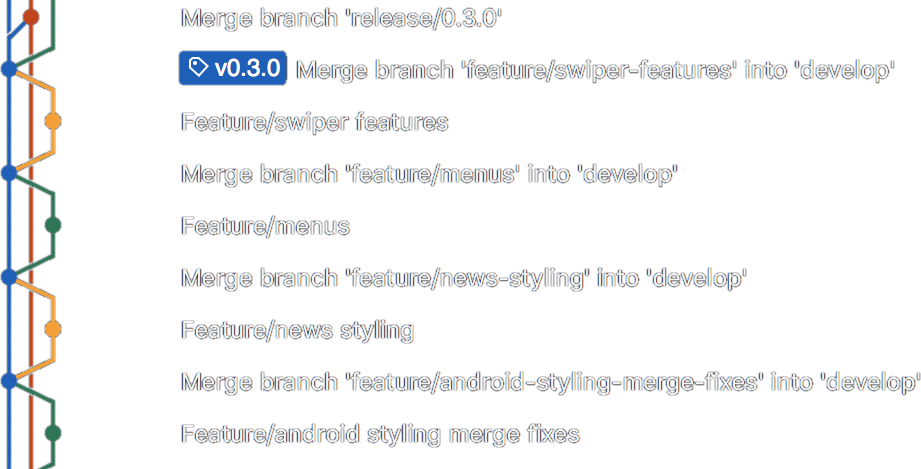 Merge branch 'release/0.3.0'
v0.3.0 Merge branch 'feature/swiper-features' into 'develop'
Feature/swiper features
Merge branch 'feature/menus' into 'develop'
Feature/menus
Merge branch 'feature/news-styling' into 'develop'
Feature/news styling
Merge branch 'feature/android-styling-merge-fixes' into 'develop'
Feature/android styling merge fixes